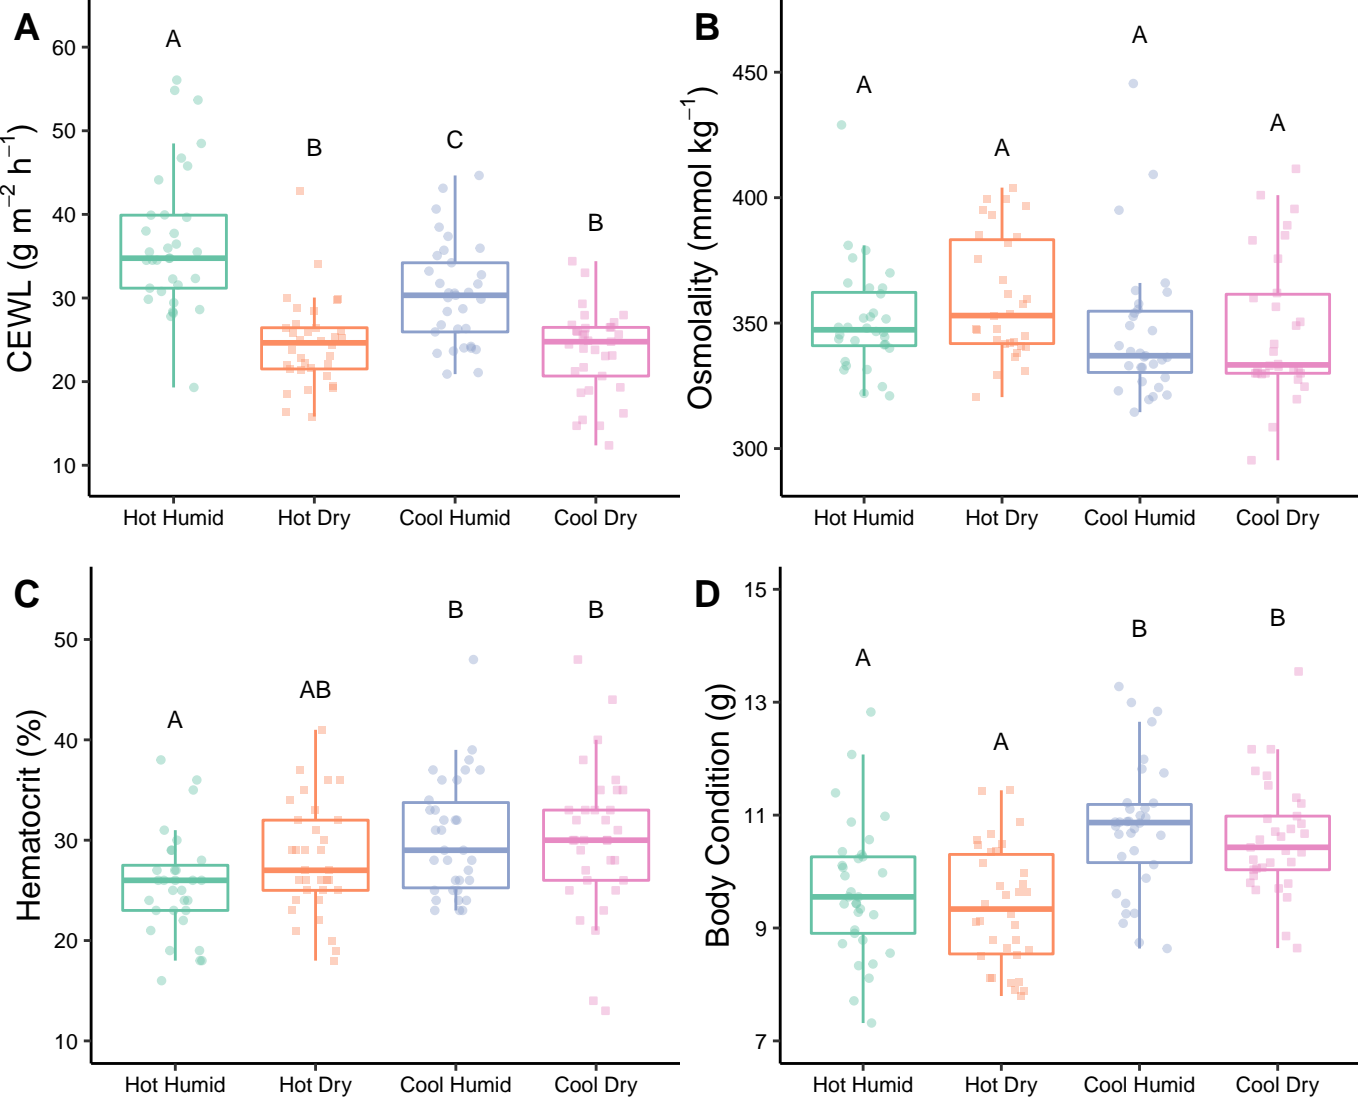 A
B
CEWL (g m⁻² h⁻¹)
60
50
40
30
20
10
A
B
C
B
Hot Humid
Hot Dry
Cool Humid
Cool Dry
Osmolality (mmol kg⁻¹)
450
400
350
300
A
A
A
A
Hot Humid
Hot Dry
Cool Humid
Cool Dry
C
D
Hematocrit (%)
50
40
30
20
10
A
AB
B
B
Hot Humid
Hot Dry
Cool Humid
Cool Dry
Body Condition (g)
15
13
11
9
7
A
A
B
B
Hot Humid
Hot Dry
Cool Humid
Cool Dry